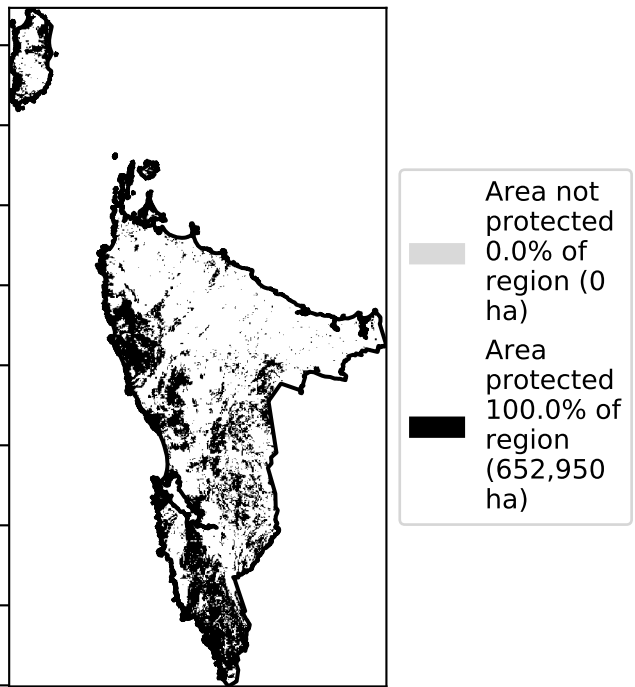 Area not
protected
0.0% of
region (0
ha)
Area
protected
100.0% of
region
(652,950
ha)